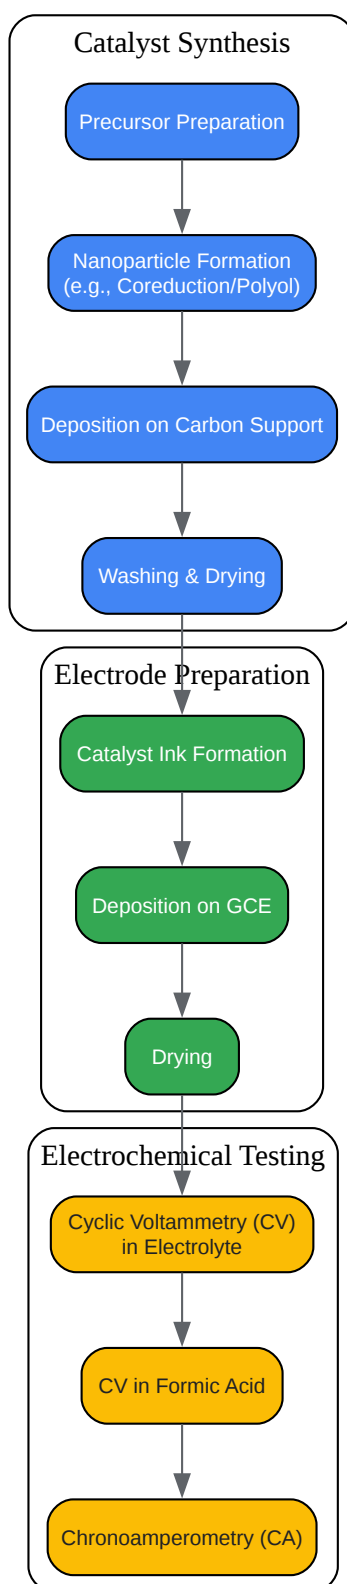 Catalyst Synthesis
Precursor Preparation
Nanoparticle Formation
(e.g., Coreduction/Polyol)
Deposition on Carbon Support
Washing & Drying
Electrode Preparation
Catalyst Ink Formation
Deposition on GCE
Drying
Electrochemical Testing
Cyclic Voltammetry (CV)
in Electrolyte
CV in Formic Acid
Chronoamperometry (CA)